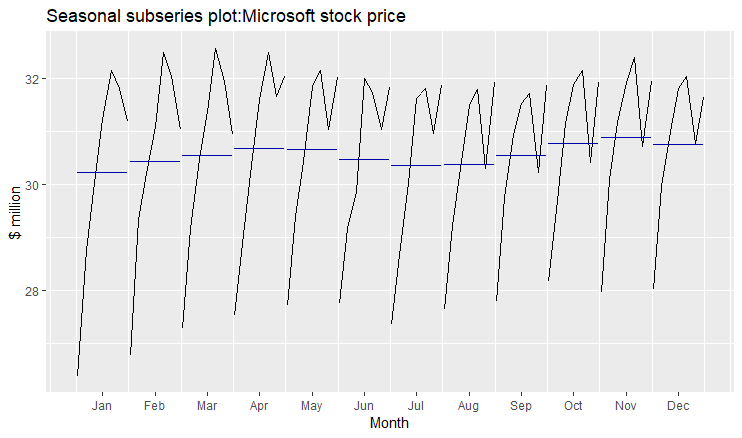 Seasonal subseries plot:Microsoft stock price
$ million
32
30
28
Jan Feb Mar Apr May Jun Jul Aug Sep Oct Nov Dec
Month